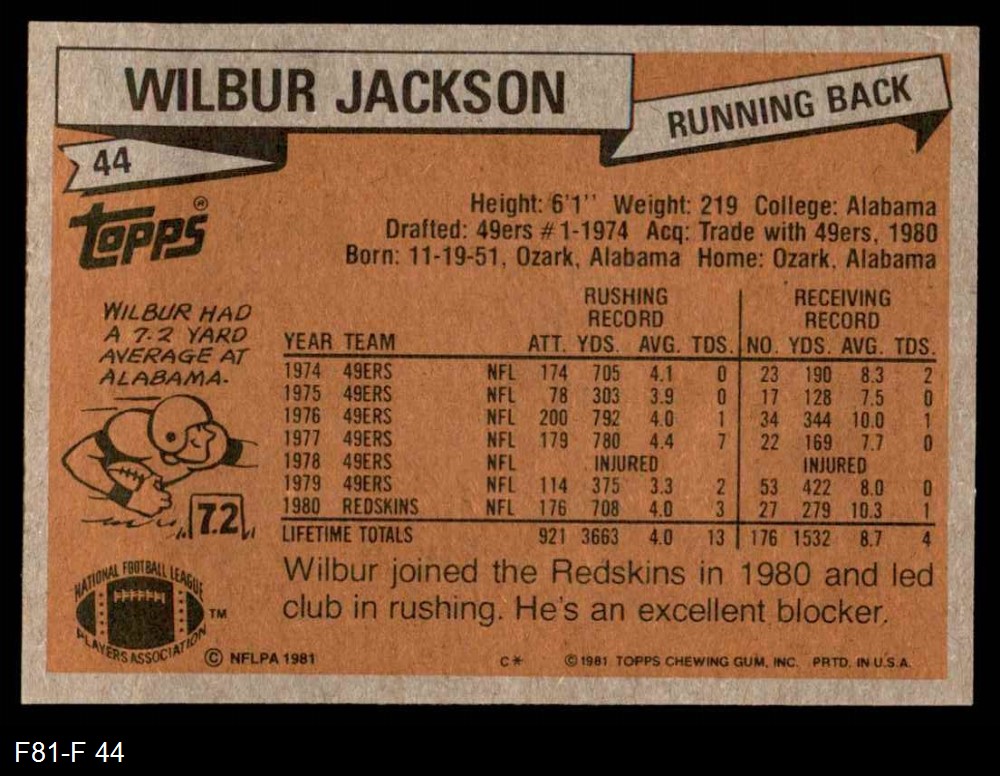 WILBUR JACKSON
RUNNING BACK
44
Topps®
Height: 6'1'' Weight: 219 College: Alabama
Drafted: 49ers #1-1974 Acq: Trade with 49ers, 1980
Born: 11-19-51, Ozark, Alabama Home: Ozark, Alabama
WILBUR HAD
A 7.2 YARD
AVERAGE AT
ALABAMA.
7.2
RUSHING RECORD RECEIVING RECORD
YEAR TEAM ATT. YDS. AVG. TDS. NO. YDS. AVG. TDS.
1974 49ERS NFL 174 705 4.1 0 23 190 8.3 2
1975 49ERS NFL 78 303 3.9 0 17 128 7.5 0
1976 49ERS NFL 200 792 4.0 1 34 344 10.0 1
1977 49ERS NFL 179 780 4.4 7 22 169 7.7 0
1978 49ERS NFL INJURED INJURED
1979 49ERS NFL 114 375 3.3 2 53 422 8.0 0
1980 REDSKINS NFL 176 708 4.0 3 27 279 10.3 1
LIFETIME TOTALS 921 3663 4.0 13 176 1532 8.7 4
Wilbur joined the Redskins in 1980 and led
club in rushing. He's an excellent blocker.
NATIONAL FOOTBALL LEAGUE
PLAYERS ASSOCIATION
TM
© NFLPA 1981
C* © 1981 TOPPS CHEWING GUM, INC. PRTD. IN U.S.A.
F81-F 44